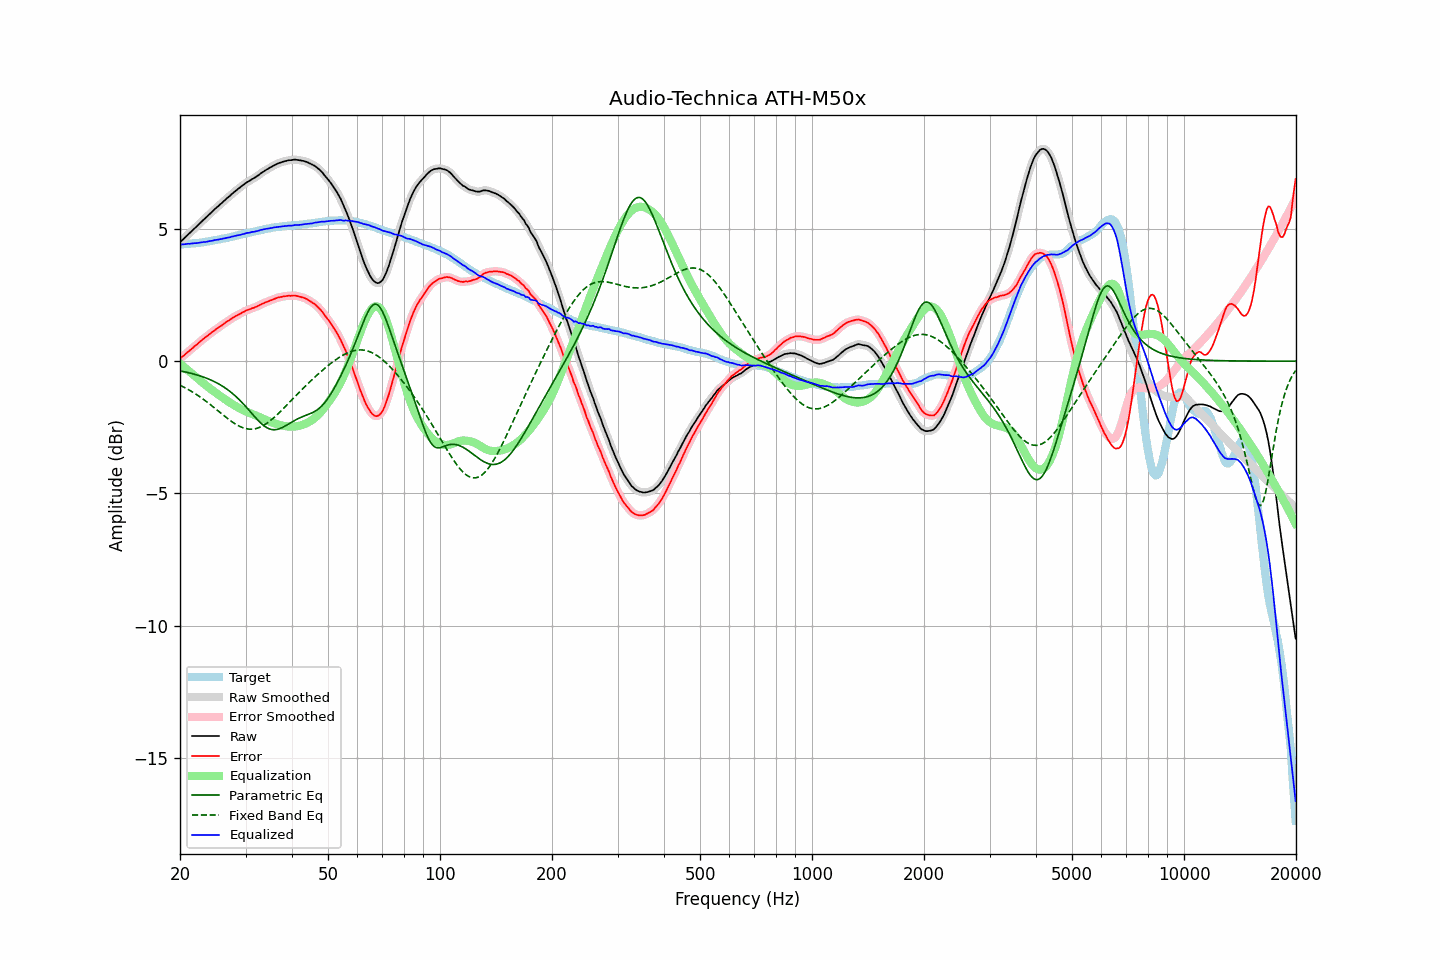 Audio-Technica ATH-M50x
Amplitude (dBr)
5
0
−5
−10
−15
Target
Raw Smoothed
Error Smoothed
Raw
Error
Equalization
Parametric Eq
Fixed Band Eq
Equalized
20 50 100 200 500 1000 2000 5000 10000 20000
Frequency (Hz)